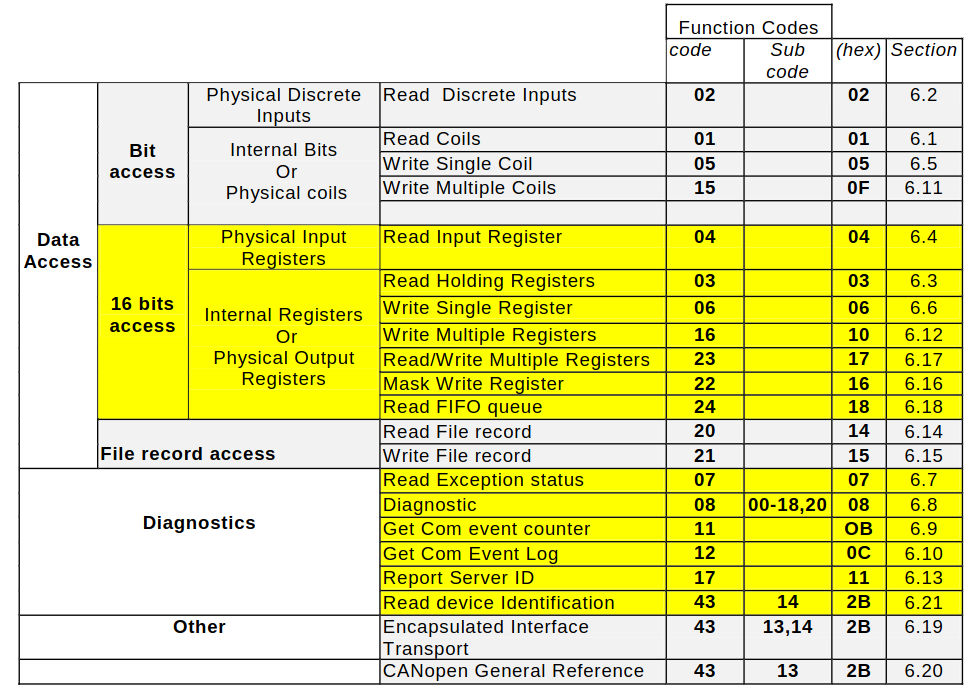 Function Codes
code Sub code (hex) Section
Data Access
Bit access
Physical Discrete Inputs
Read Discrete Inputs 02 02 6.2
Internal Bits Or Physical coils
Read Coils 01 01 6.1
Write Single Coil 05 05 6.5
Write Multiple Coils 15 0F 6.11
16 bits access
Physical Input Registers
Read Input Register 04 04 6.4
Internal Registers Or Physical Output Registers
Read Holding Registers 03 03 6.3
Write Single Register 06 06 6.6
Write Multiple Registers 16 10 6.12
Read/Write Multiple Registers 23 17 6.17
Mask Write Register 22 16 6.16
Read FIFO queue 24 18 6.18
File record access
Read File record 20 14 6.14
Write File record 21 15 6.15
Diagnostics
Read Exception status 07 07 6.7
Diagnostic 08 00-18,20 08 6.8
Get Com event counter 11 OB 6.9
Get Com Event Log 12 0C 6.10
Report Server ID 17 11 6.13
Read device Identification 43 14 2B 6.21
Other
Encapsulated Interface Transport 43 13,14 2B 6.19
CANopen General Reference 43 13 2B 6.20